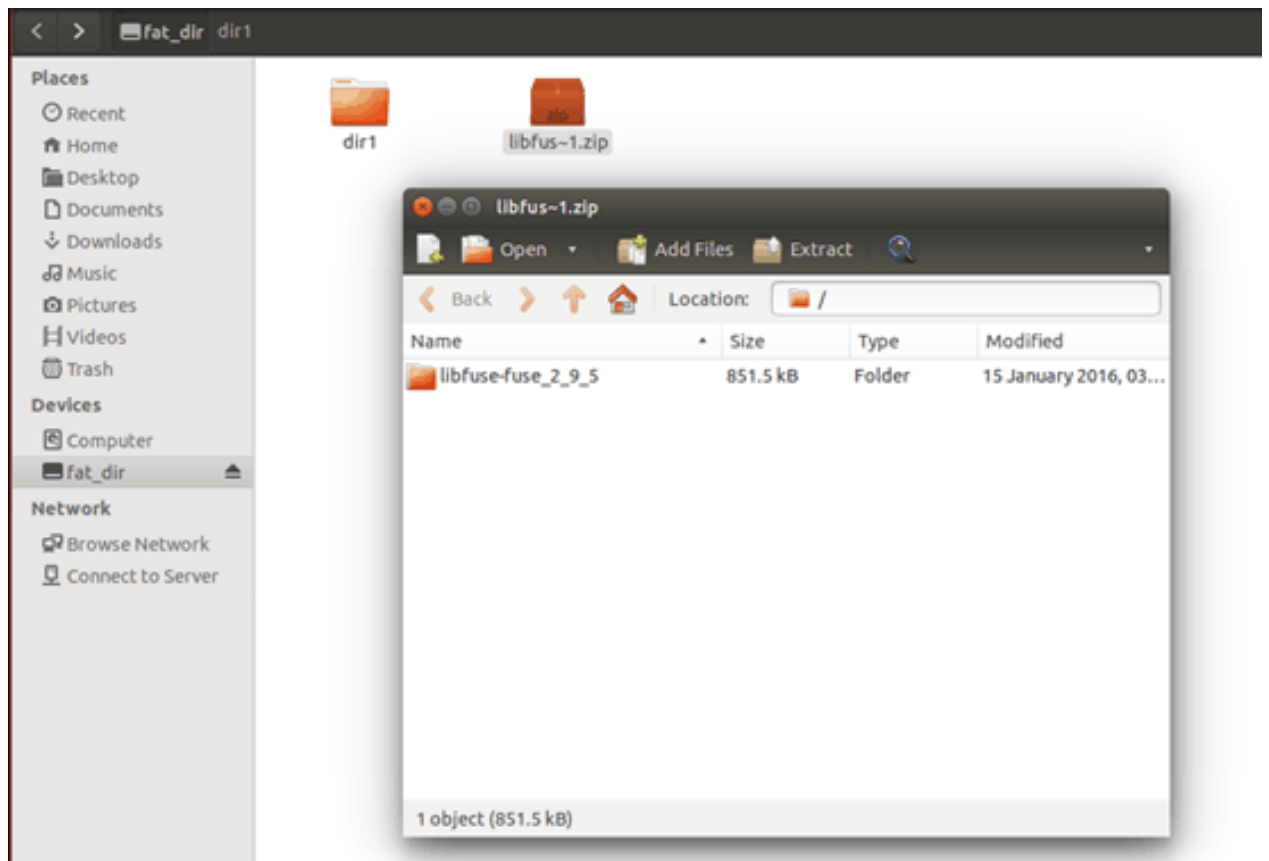 fat_dir dir1
Places
Recent
Home
Desktop
Documents
Downloads
Music
Pictures
Videos
Trash
Devices
Computer
fat_dir
Network
Browse Network
Connect to Server
dir1
zip
libfus~1.zip
libfus~1.zip
Open Add Files Extract
Back Location: /
Name Size Type Modified
libfuse-fuse_2_9_5 851.5 kB Folder 15 January 2016, 03...
1 object (851.5 kB)